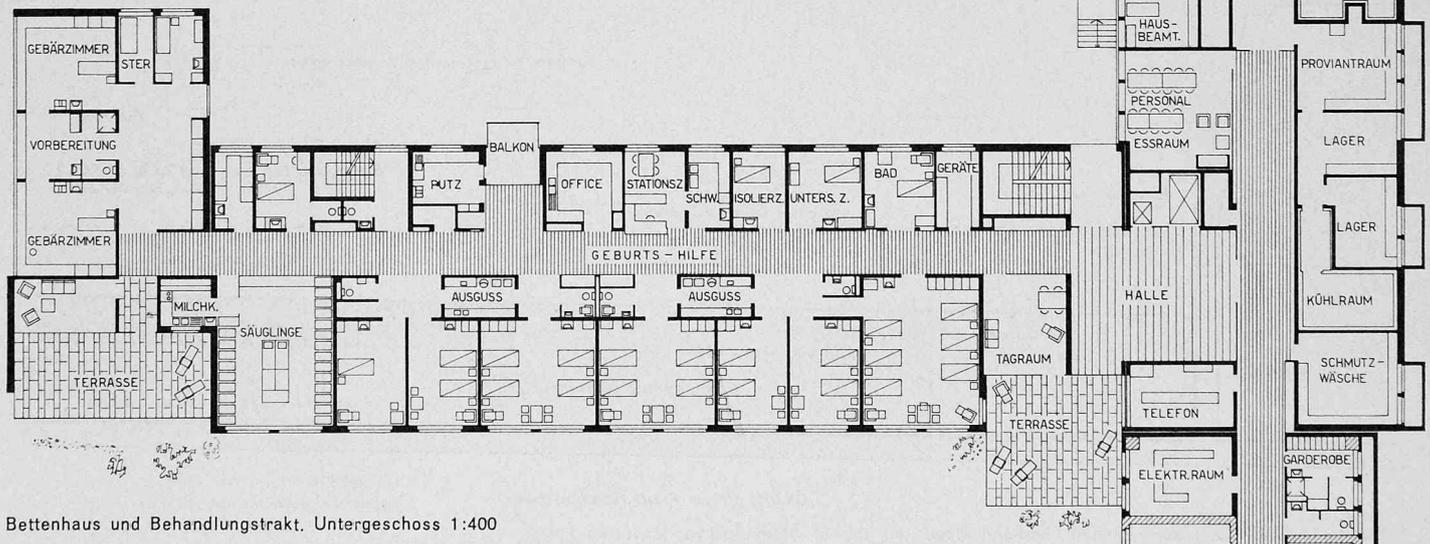 HAUS-
BEAMT.
GEBÄRZIMMER
STER
PROVIANTRAUM
PERSONAL
ESSRAUM
VORBEREITUNG
BALKON
LAGER
PUTZ
OFFICE
STATIONSZ.
SCHW.
ISOLIERZ.
UNTERS. Z.
BAD
GERÄTE
GEBÄRZIMMER
LAGER
GEBURTS-HILFE
MILCHK.
AUSGUSS
AUSGUSS
HALLE
KÜHLRAUM
SÄUGLINGE
TAGRAUM
SCHMUTZ-
WÄSCHE
TERRASSE
TELEFON
TERRASSE
GARDEROBE
ELEKTR.RAUM
Bettenhaus und Behandlungstrakt, Untergeschoss 1:400